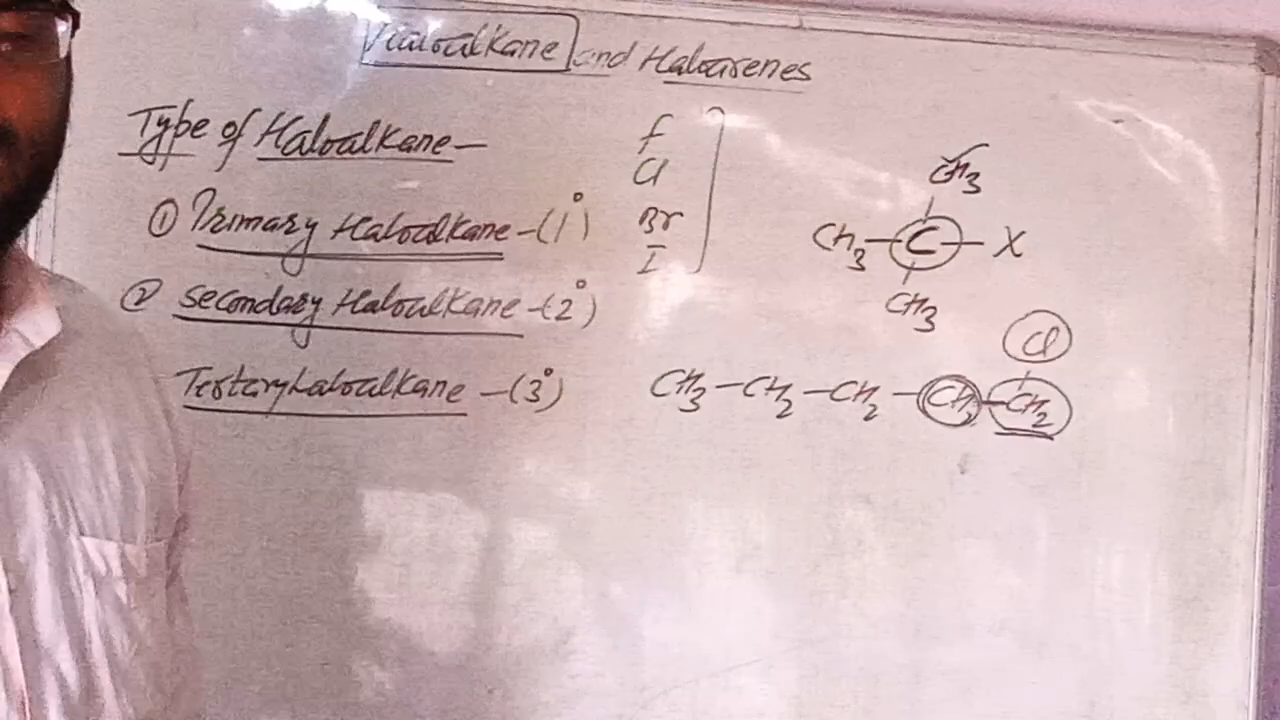 Haloalkane and Haloarenes
Type of Haloalkane—
① Primary Haloalkane-(1°)
② Secondary Haloalkane-(2°)
Tertary haloalkane -(3°)
F
Cl
Br
I
CH3
CH3—C—X
CH3
Cl
CH3—CH2—CH2—CH2—CH2